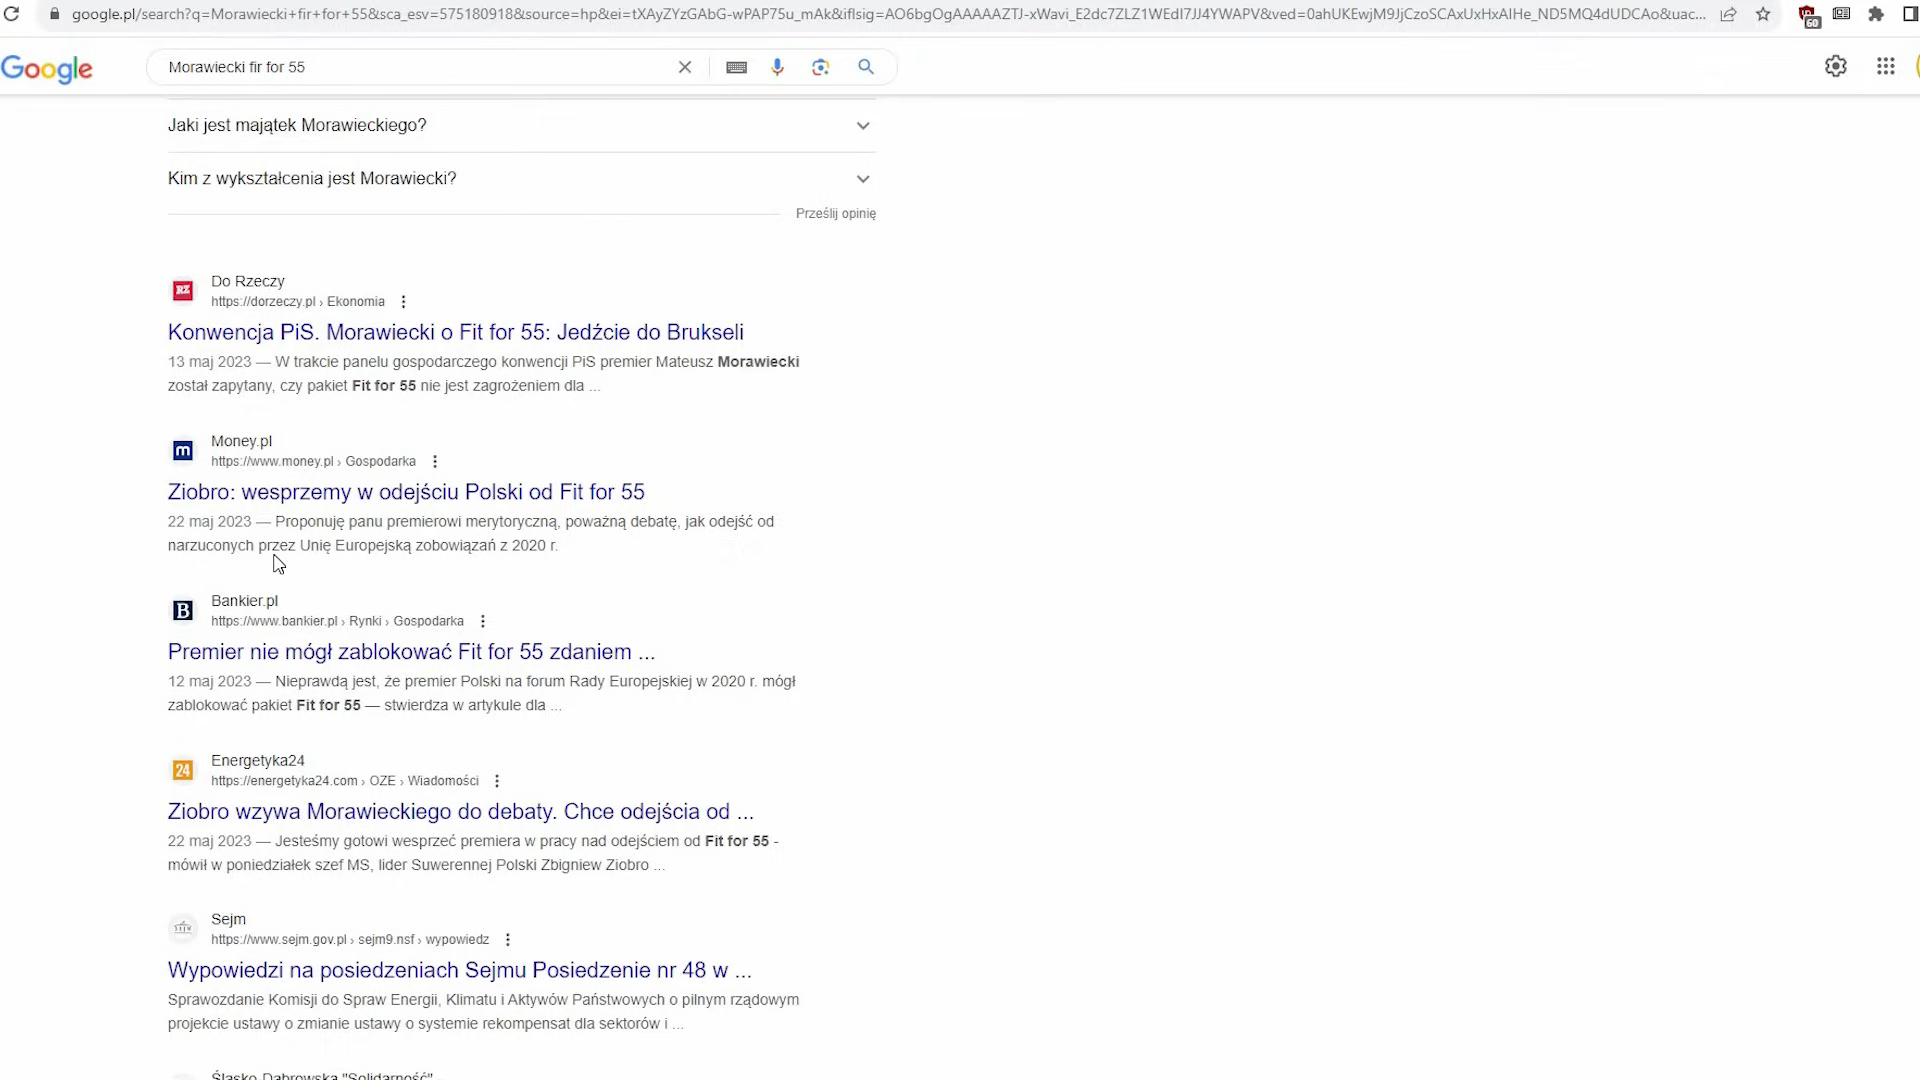 google.pl/search?q=Morawiecki+fir+for+55&sca_esv=575180918&source=hp&ei=tXAyZYzGAbG-wPAP75u_mAk&iflsig=AO6bgOgAAAAAZTJ-xWavi_E2dc7ZLZ1WEdI7JJ4YWAPV&ved=0ahUKEwjM9JjCzoSCAxUxHxAIHe_ND5MQ4dUDCAo&uac...
60
Google
Morawiecki fir for 55
Jaki jest majątek Morawieckiego?
Kim z wykształcenia jest Morawiecki?
Prześlij opinię
RZ
Do Rzeczy
https://dorzeczy.pl › Ekonomia
Konwencja PiS. Morawiecki o Fit for 55: Jedźcie do Brukseli
13 maj 2023 — W trakcie panelu gospodarczego konwencji PiS premier Mateusz Morawiecki
został zapytany, czy pakiet Fit for 55 nie jest zagrożeniem dla ...
m
Money.pl
https://www.money.pl › Gospodarka
Ziobro: wesprzemy w odejściu Polski od Fit for 55
22 maj 2023 — Proponuję panu premierowi merytoryczną, poważną debatę, jak odejść od
narzuconych przez Unię Europejską zobowiązań z 2020 r.
B
Bankier.pl
https://www.bankier.pl › Rynki › Gospodarka
Premier nie mógł zablokować Fit for 55 zdaniem ...
12 maj 2023 — Nieprawdą jest, że premier Polski na forum Rady Europejskiej w 2020 r. mógł
zablokować pakiet Fit for 55 — stwierdza w artykule dla ...
24
Energetyka24
https://energetyka24.com › OZE › Wiadomości
Ziobro wzywa Morawieckiego do debaty. Chce odejścia od ...
22 maj 2023 — Jesteśmy gotowi wesprzeć premiera w pracy nad odejściem od Fit for 55 -
mówił w poniedziałek szef MS, lider Suwerennej Polski Zbigniew Ziobro ...
Sejm
https://www.sejm.gov.pl › sejm9.nsf › wypowiedz
Wypowiedzi na posiedzeniach Sejmu Posiedzenie nr 48 w ...
Sprawozdanie Komisji do Spraw Energii, Klimatu i Aktywów Państwowych o pilnym rządowym
projekcie ustawy o zmianie ustawy o systemie rekompensat dla sektorów i ...
Śląsko-Dąbrowska "Solidarność"